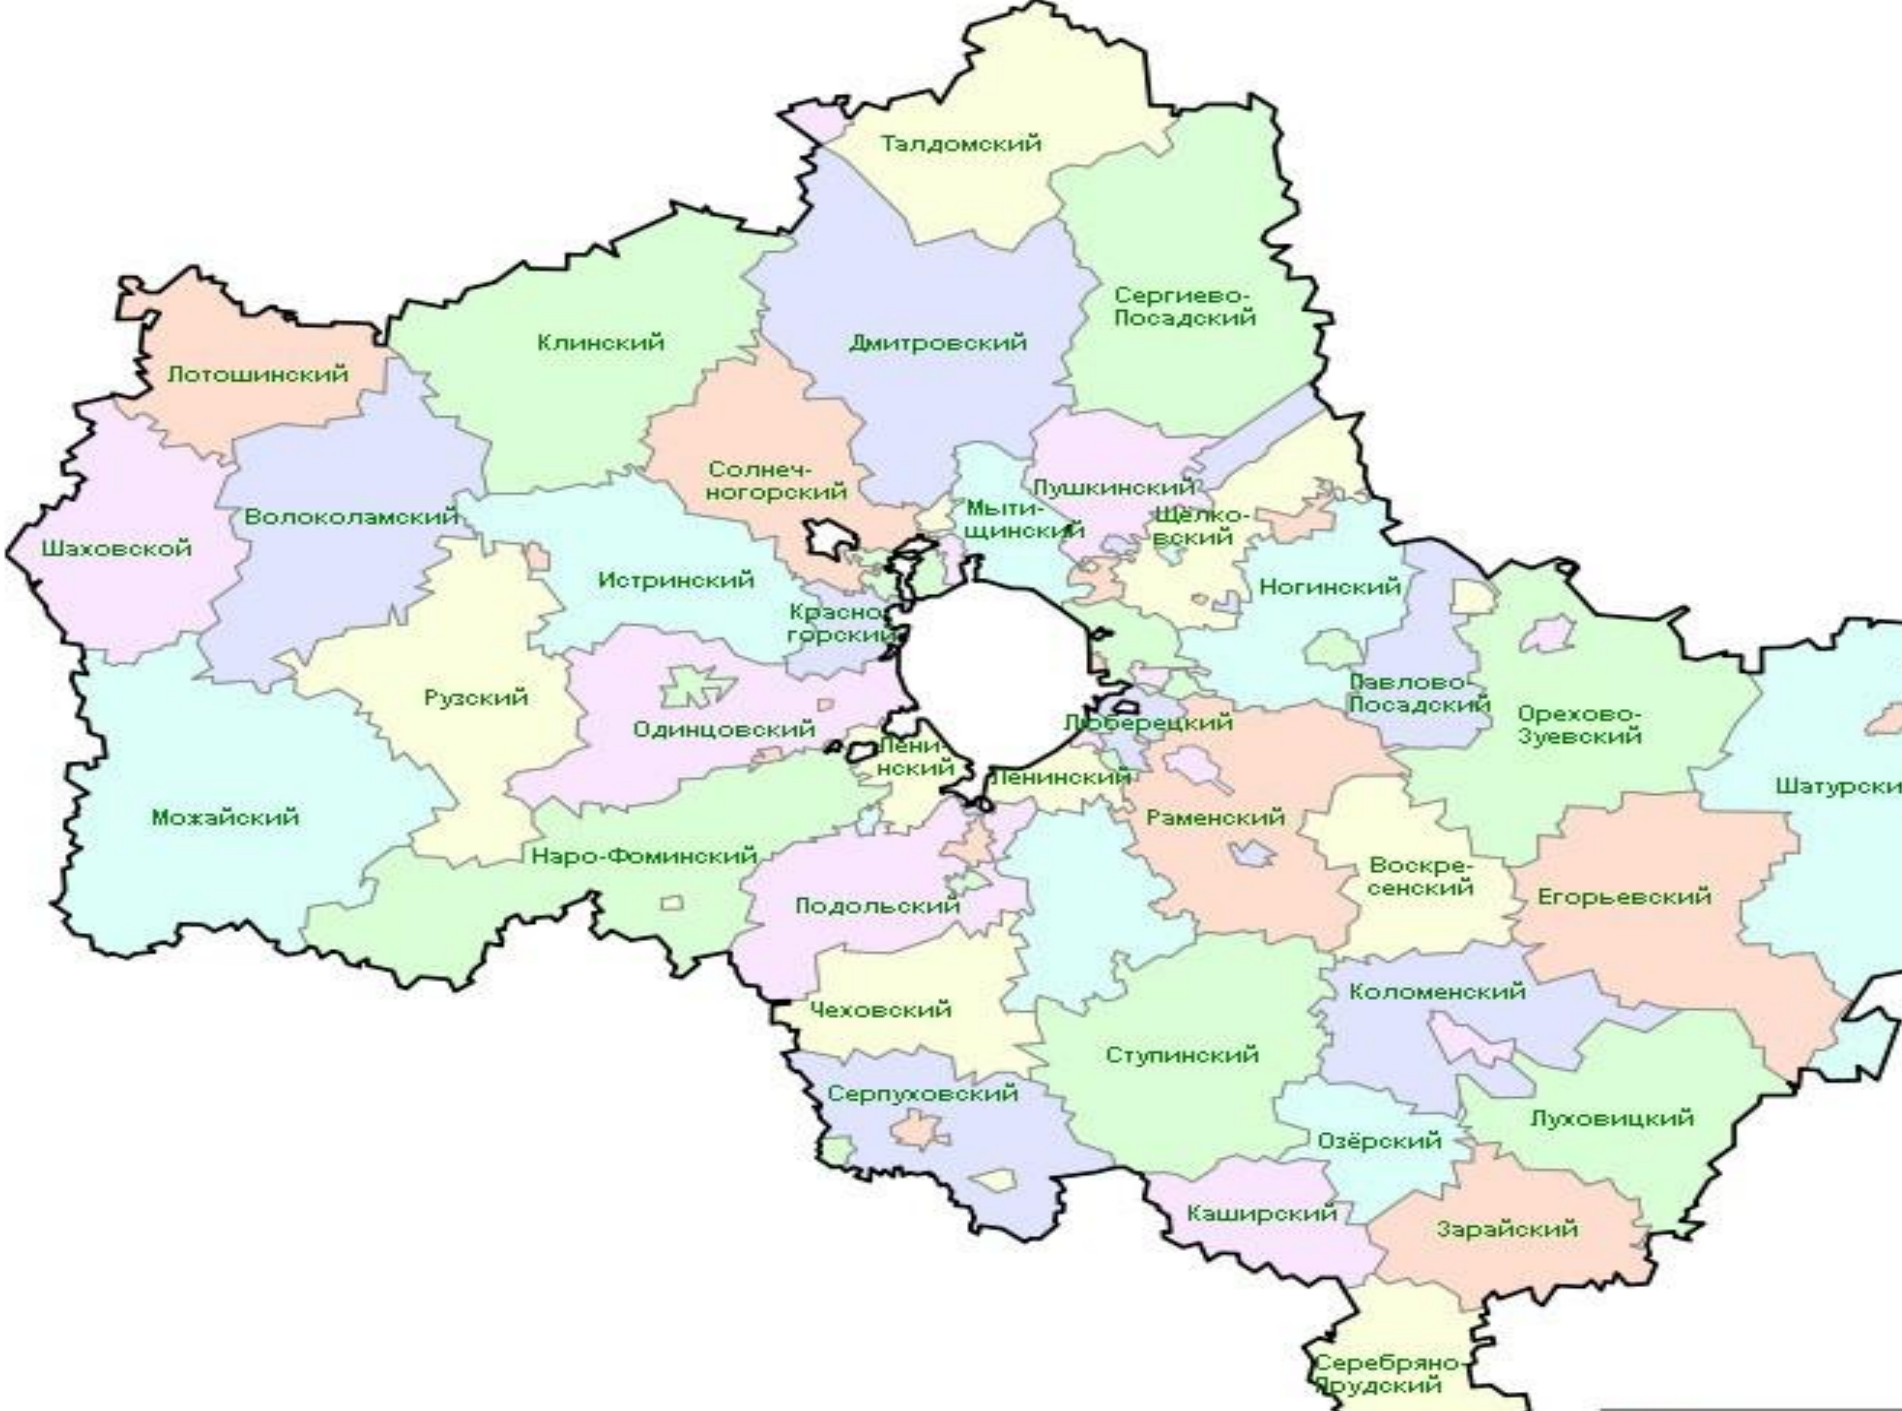 Талдомский
Сергиево-
Посадский
Клинский
Дмитровский
Лотошинский
Солнеч-
ногорский
Пушкинский
Волоколамский
Мыти-
щинский
Щёлко-
вский
Шаховской
Истринский
Ногинский
Красно-
горский
Рузский
Павлово-
Посадский
Одинцовский
Люберецкий
Орехово-
Зуевский
Лени-
нский
Ленинский
Шатурски
Можайский
Раменский
Наро-Фоминский
Воскре-
сенский
Подольский
Егорьевский
Коломенский
Чеховский
Ступинский
Серпуховский
Луховицкий
Озёрский
Каширский
Зарайский
Серебряно-
Прудский